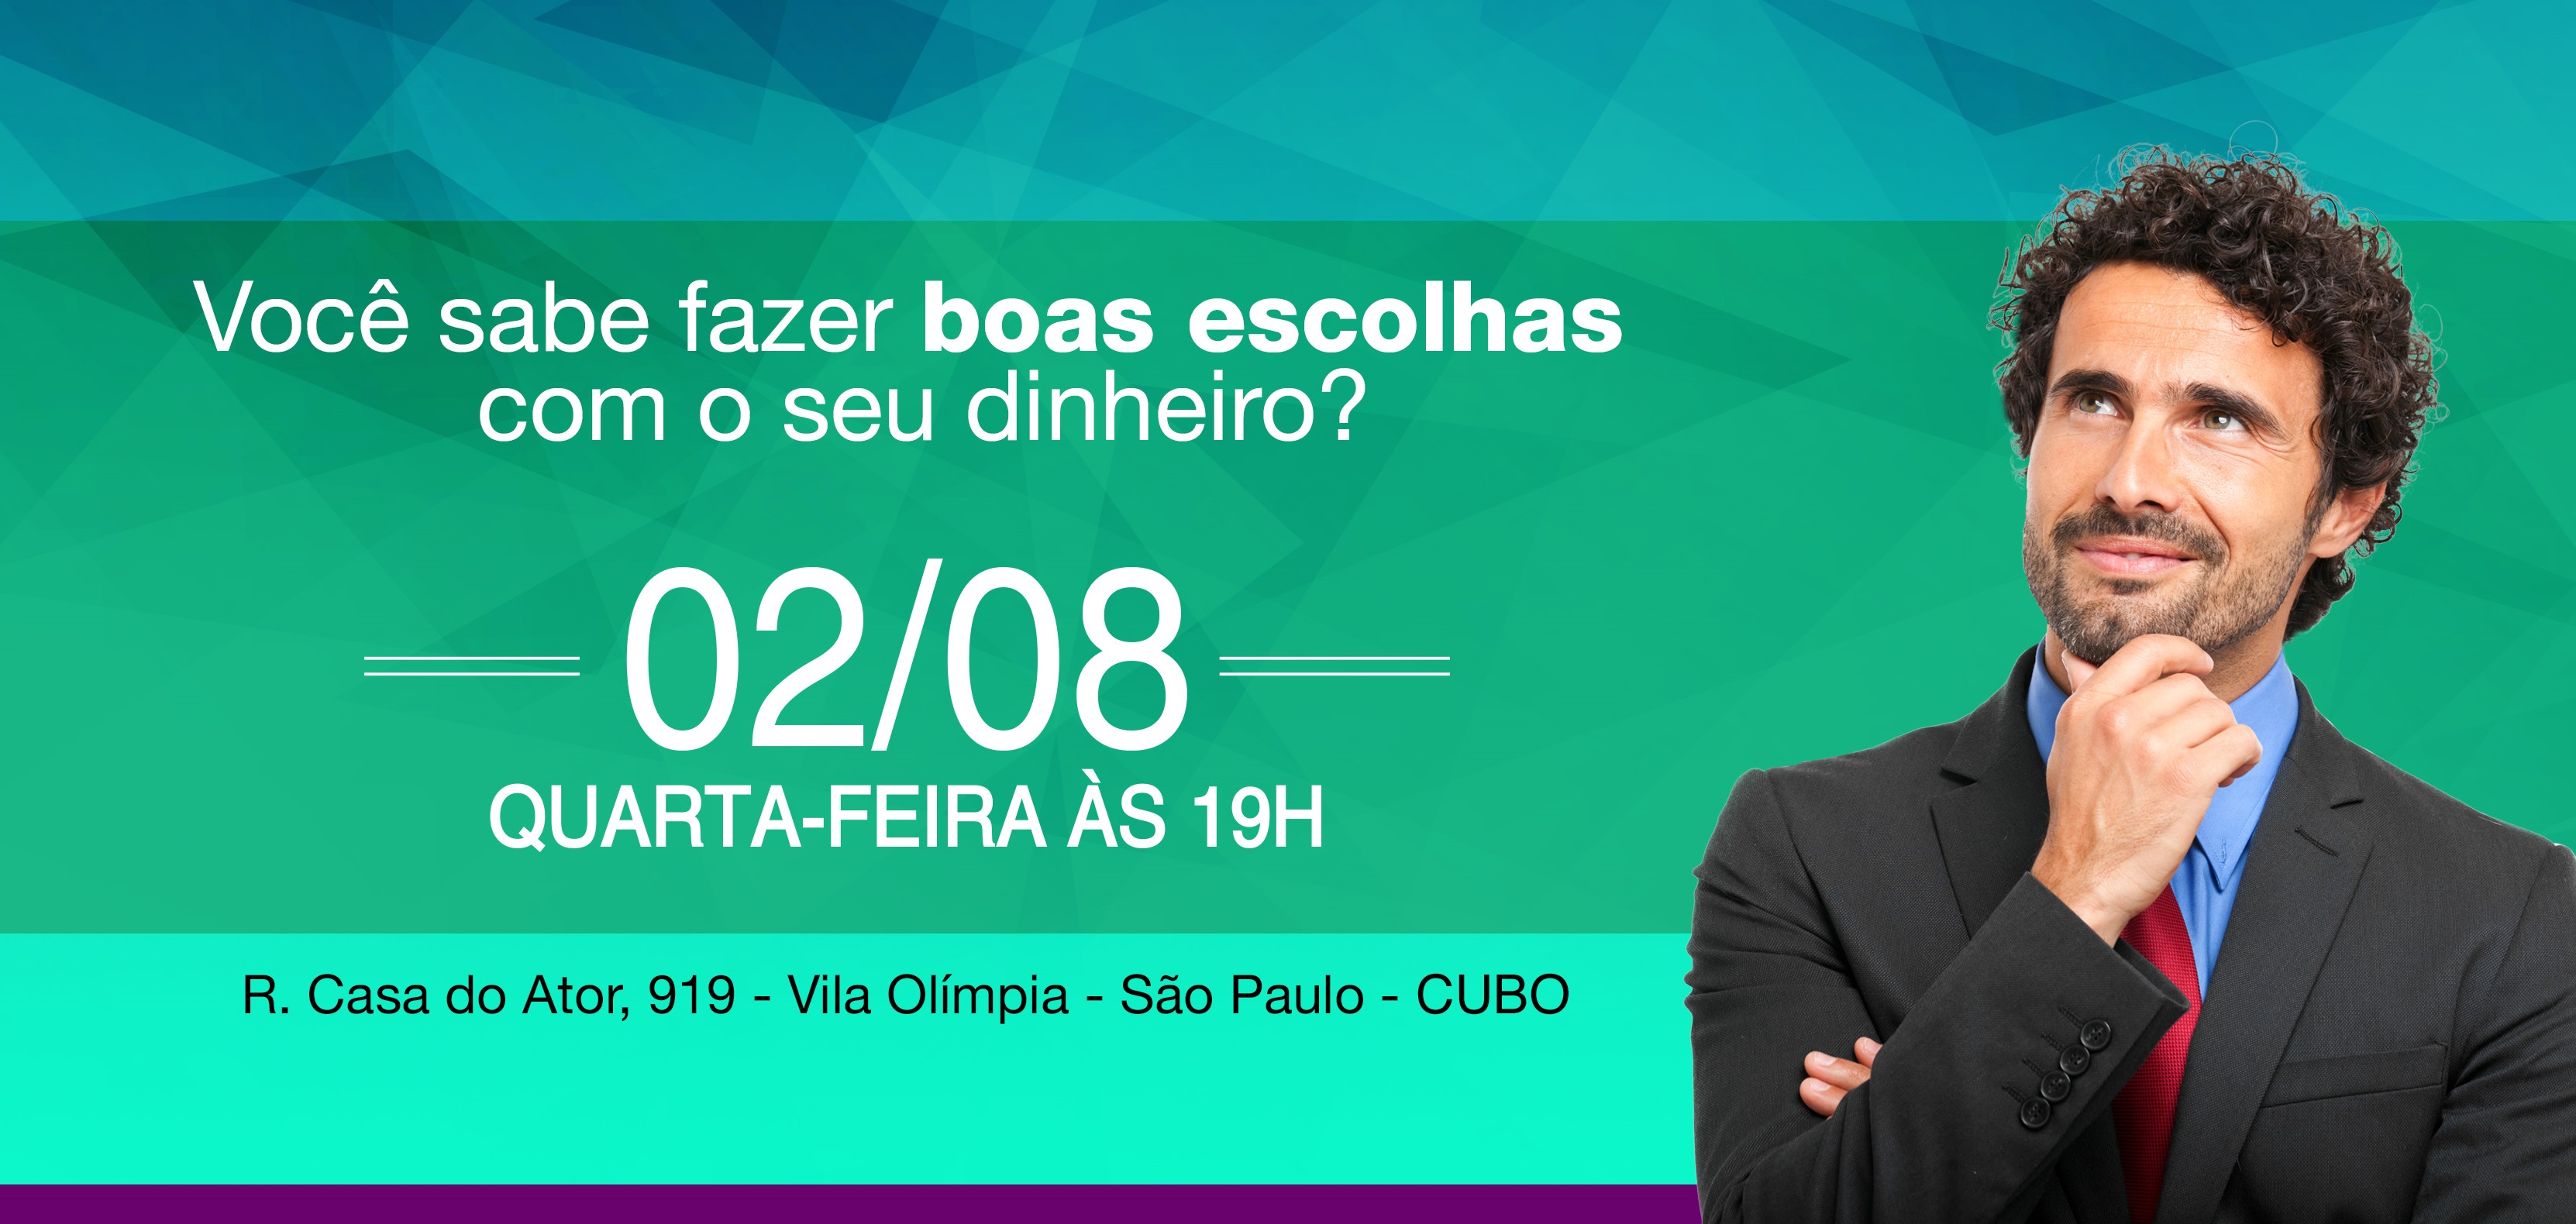 Você sabe fazer boas escolhas
com o seu dinheiro?
02/08
QUARTA-FEIRA ÀS 19H
R. Casa do Ator, 919 - Vila Olímpia - São Paulo - CUBO